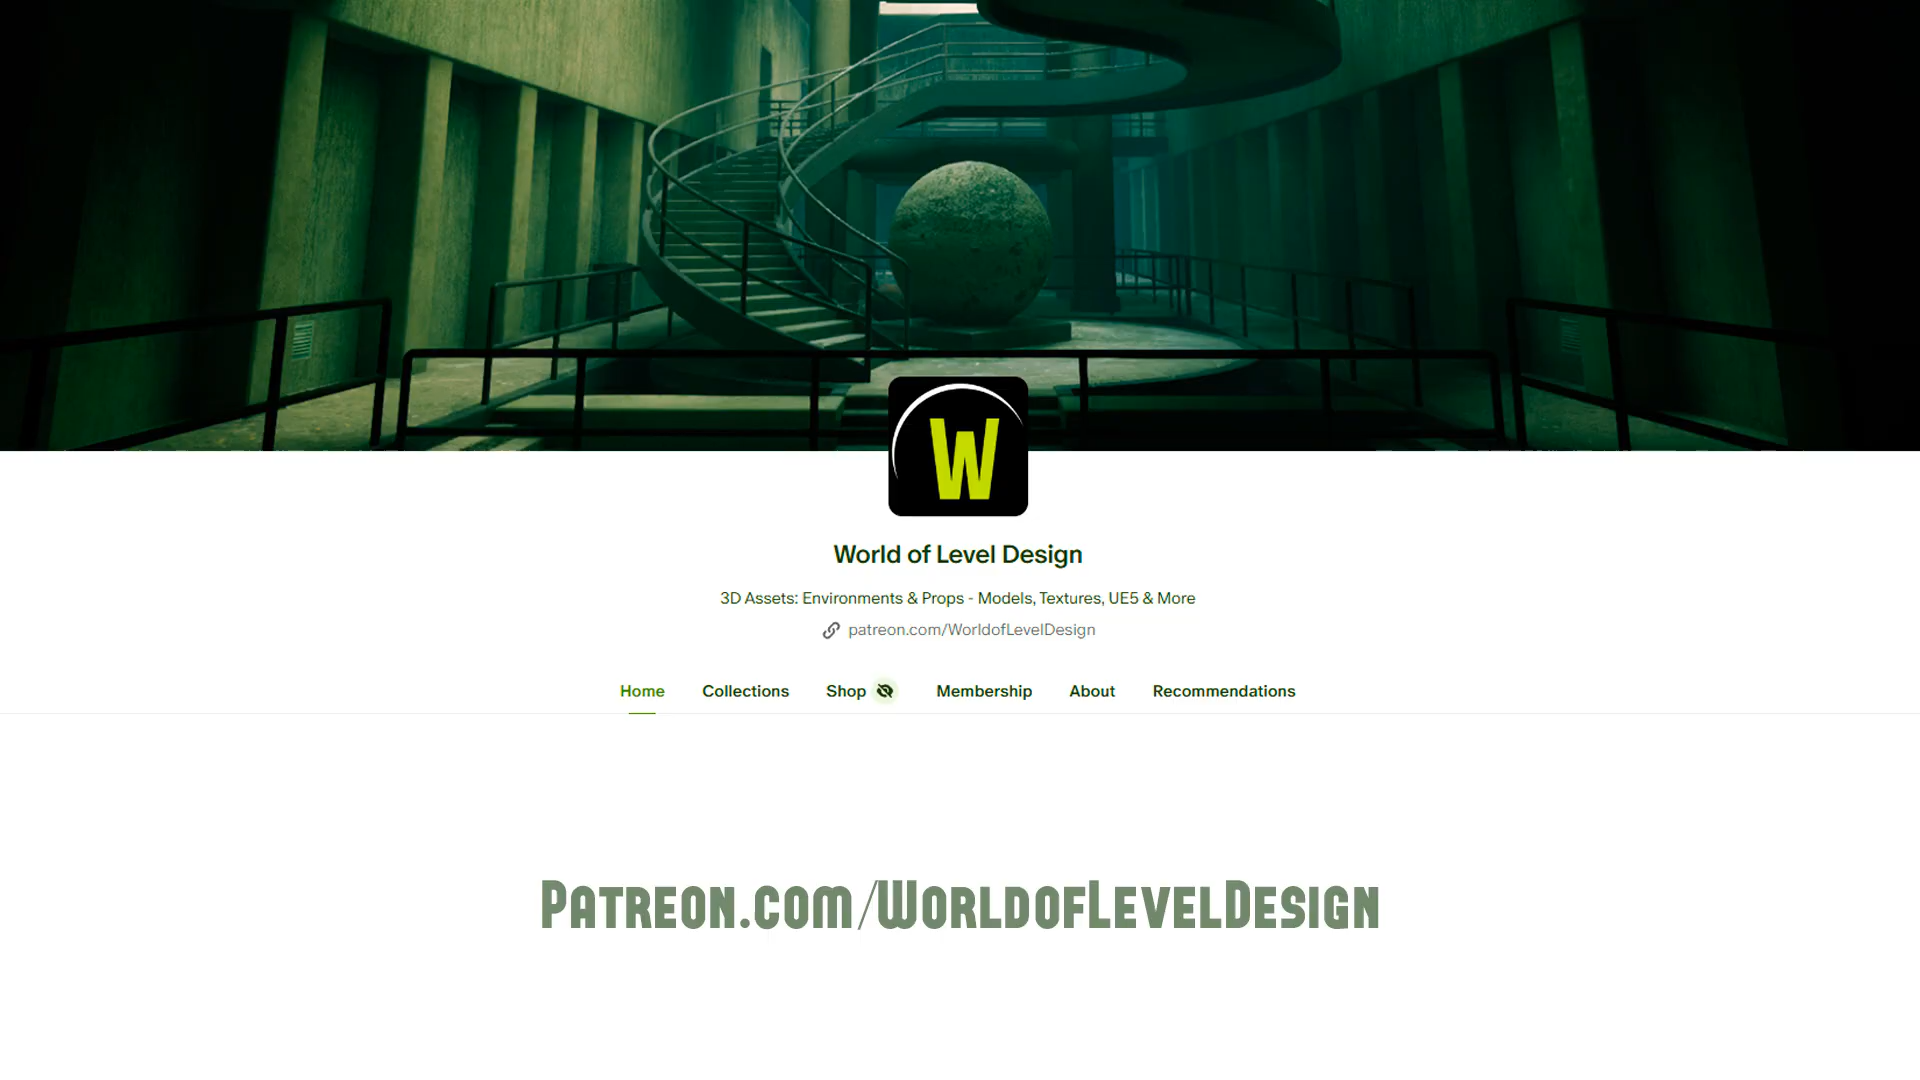 W
World of Level Design
3D Assets: Environments & Props - Models, Textures, UE5 & More
patreon.com/WorldofLevelDesign
Home Collections Shop Membership About Recommendations
Patreon.com/WorldofLevelDesign